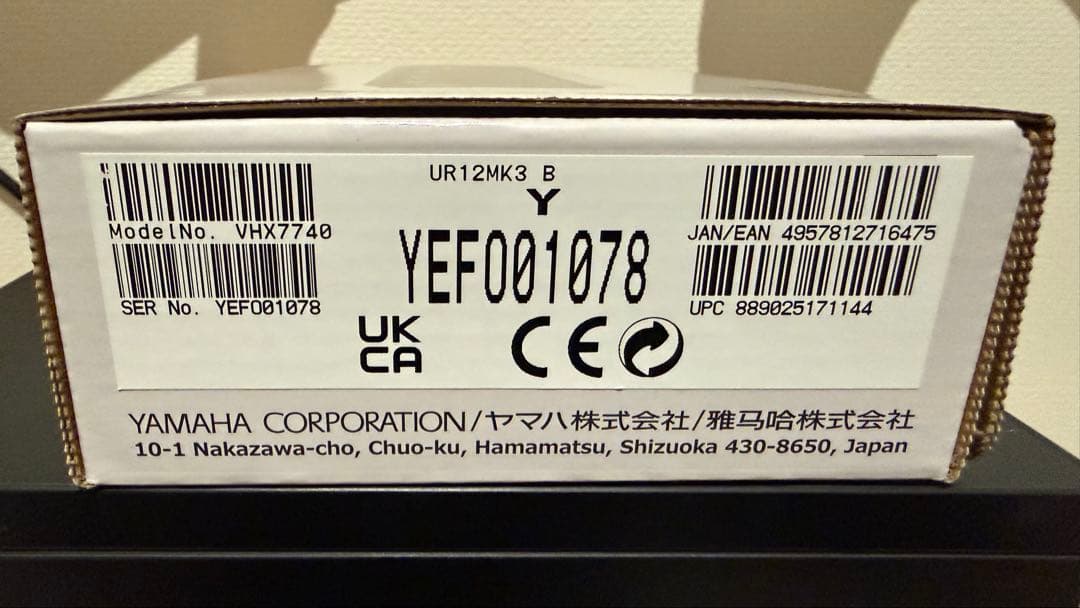 UR12MK3 B
Y
ModelNo. VHX7740
YEF001078
JAN/EAN 4957812716475
SER No. YEF001078
UPC 889025171144
UK
CA
CE
YAMAHA CORPORATION/ヤマハ株式会社/雅马哈株式会社
10-1 Nakazawa-cho, Chuo-ku, Hamamatsu, Shizuoka 430-8650, Japan